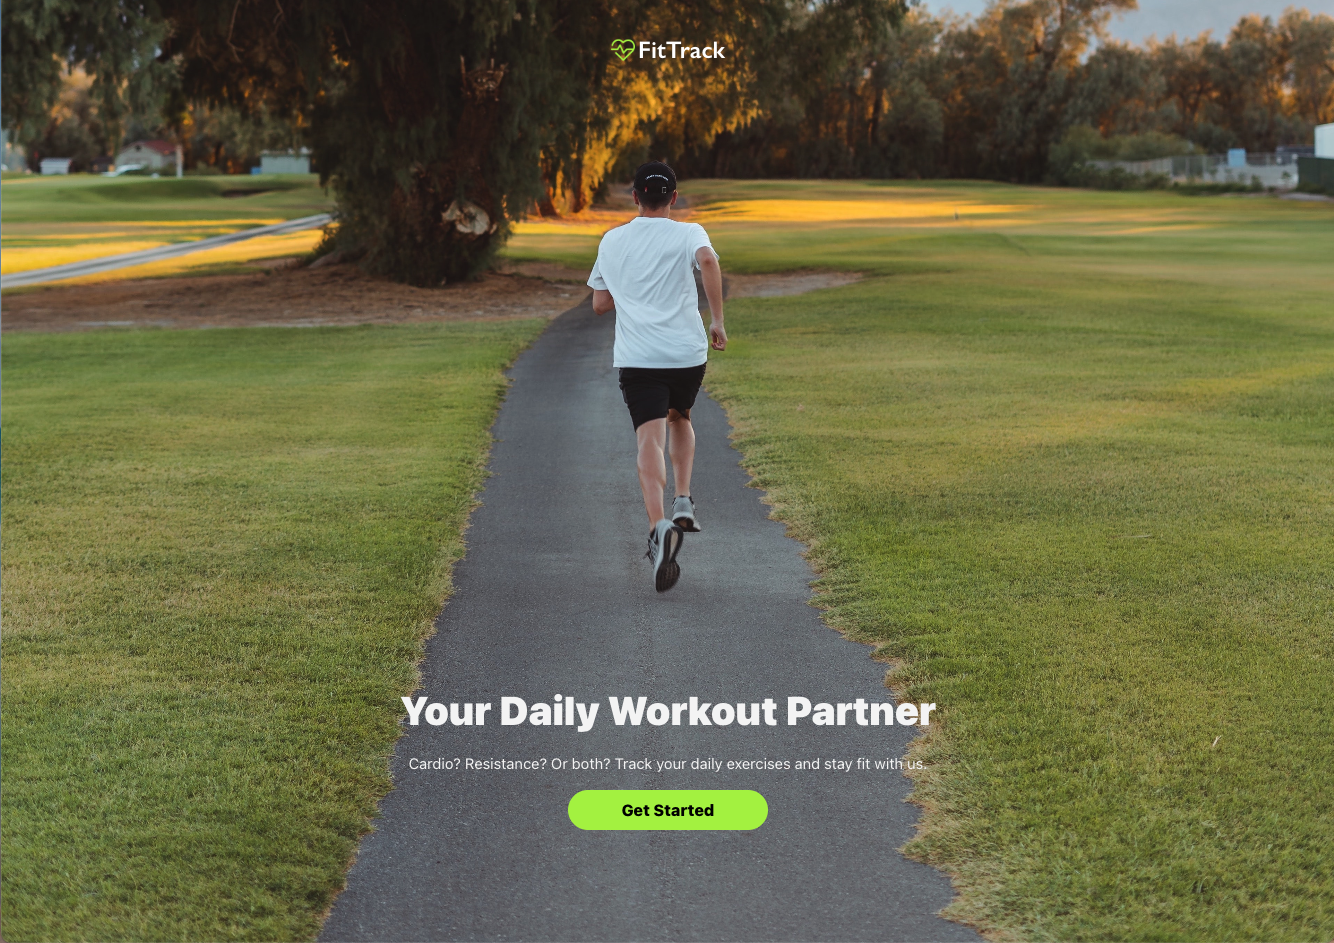 FitTrack
Your Daily Workout Partner
Cardio? Resistance? Or both? Track your daily exercises and stay fit with us.
Get Started